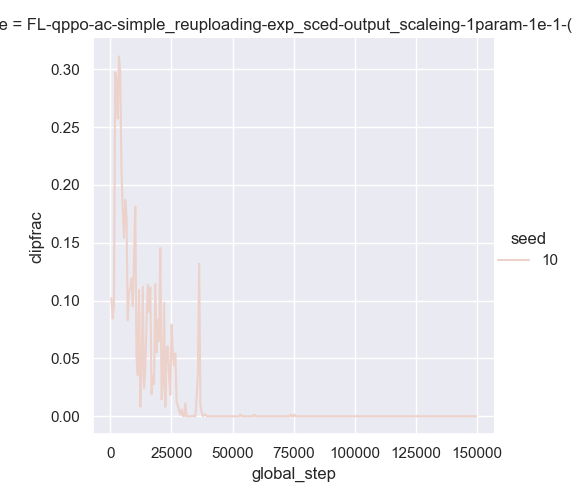 e = FL-qppo-ac-simple_reuploading-exp_sced-output_scaleing-1param-1e-1-(
0.30
0.25
0.20
0.15
0.10
0.05
0.00
clipfrac
0 25000 50000 75000 100000 125000 150000
global_step
seed
10